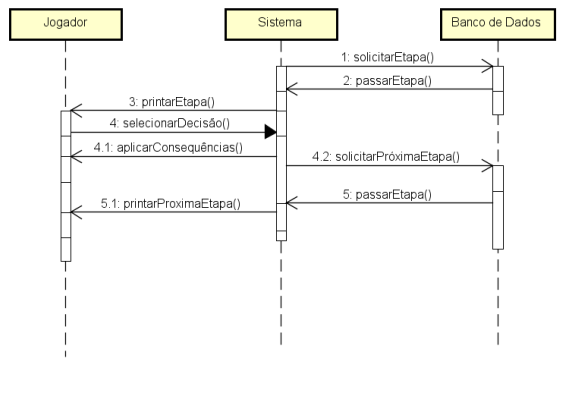 Jogador
Sistema
Banco de Dados
1: solicitarEtapa()
2: passarEtapa()
3: printarEtapa()
4: selecionarDecisão()
4.1: aplicarConsequências()
4.2: solicitarPróximaEtapa()
5: passarEtapa()
5.1: printarProximaEtapa()